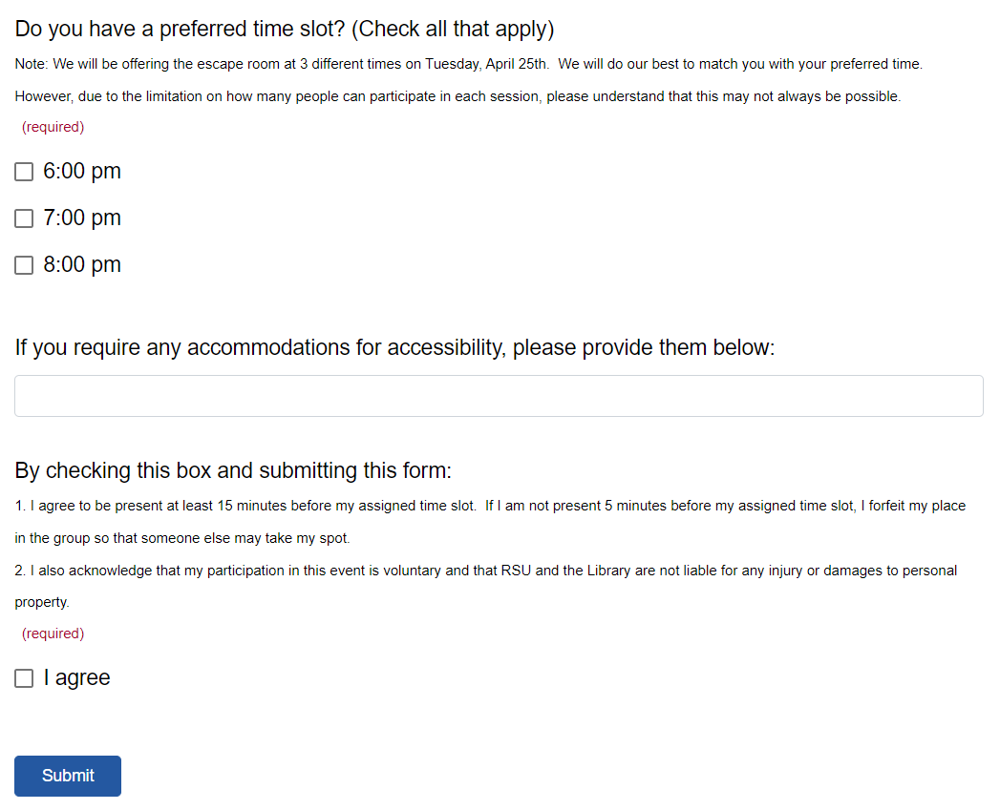 Do you have a preferred time slot? (Check all that apply)
Note: We will be offering the escape room at 3 different times on Tuesday, April 25th.  We will do our best to match you with your preferred time.
However, due to the limitation on how many people can participate in each session, please understand that this may not always be possible.
(required)
6:00 pm
7:00 pm
8:00 pm
If you require any accommodations for accessibility, please provide them below:
By checking this box and submitting this form:
1. I agree to be present at least 15 minutes before my assigned time slot.  If I am not present 5 minutes before my assigned time slot, I forfeit my place
in the group so that someone else may take my spot.
2. I also acknowledge that my participation in this event is voluntary and that RSU and the Library are not liable for any injury or damages to personal
property.
(required)
I agree
Submit